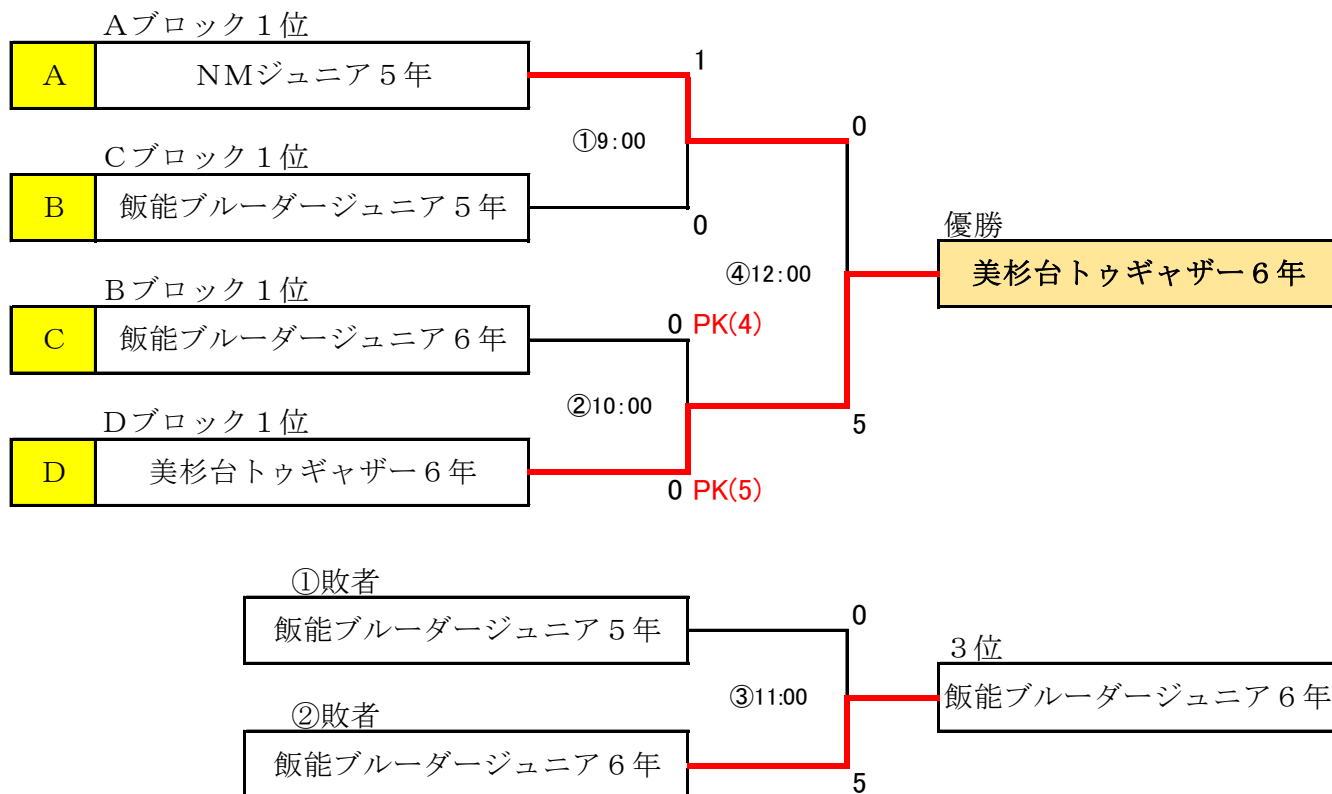 Aブロック１位
A NMジュニア５年
1
0
①9:00
Cブロック１位
B 飯能ブルーダージュニア５年
0
優勝
④12:00
美杉台トゥギャザー６年
Bブロック１位
0 PK(4)
C 飯能ブルーダージュニア６年
②10:00
Dブロック１位
5
D 美杉台トゥギャザー６年
0 PK(5)
①敗者
0
飯能ブルーダージュニア５年
３位
③11:00
飯能ブルーダージュニア６年
②敗者
飯能ブルーダージュニア６年
5